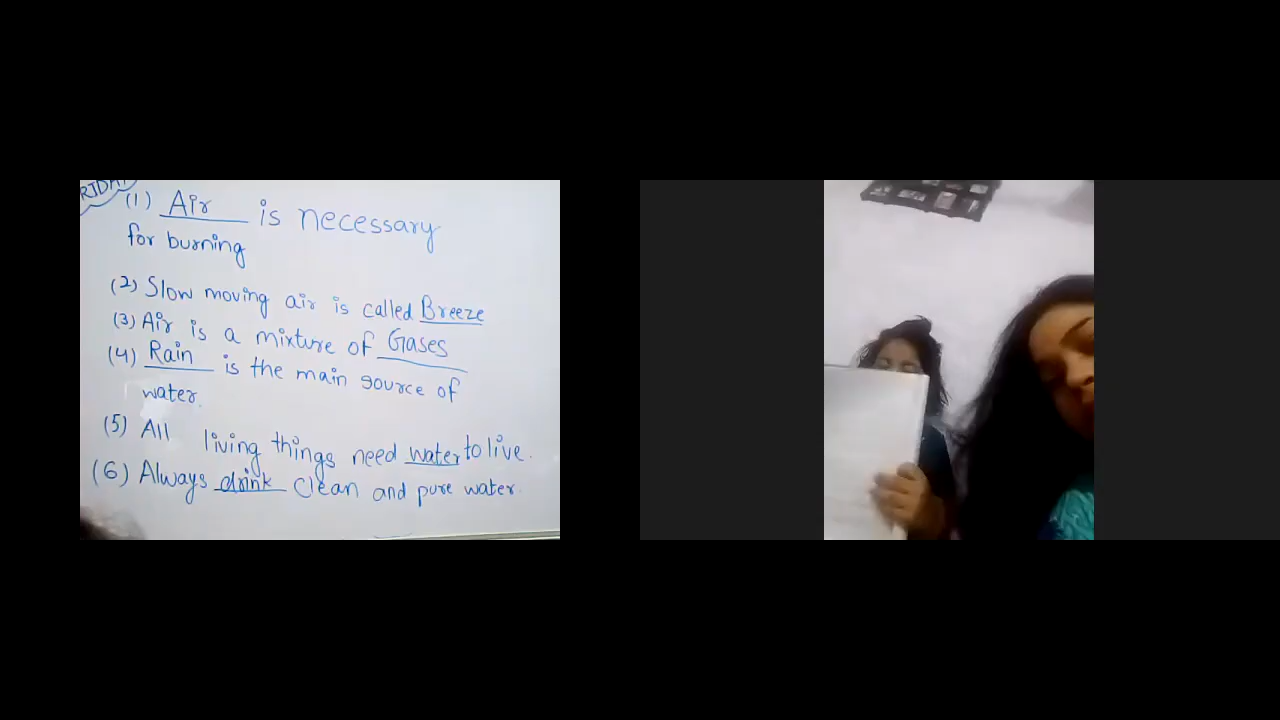 (1) Air is necessary
for burning
(2) Slow moving air is called Breeze
(3) Air is a mixture of Gases
(4) Rain is the main source of
water.
(5) All living things need water to live.
(6) Always drink clean and pure water.